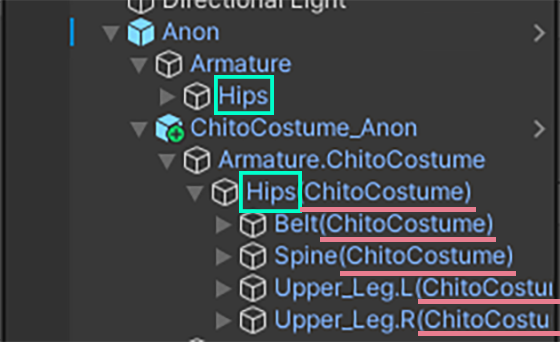 Directional Light
Anon
Armature
Hips
ChitoCostume_Anon
Armature.ChitoCostume
Hips(ChitoCostume)
Belt(ChitoCostume)
Spine(ChitoCostume)
Upper_Leg.L(ChitoCostu
Upper_Leg.R(ChitoCostu